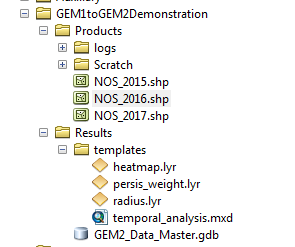 GEM1toGEM2Demonstration
Products
logs
Scratch
NOS_2015.shp
NOS_2016.shp
NOS_2017.shp
Results
templates
heatmap.lyr
persis_weight.lyr
radius.lyr
temporal_analysis.mxd
GEM2_Data_Master.gdb